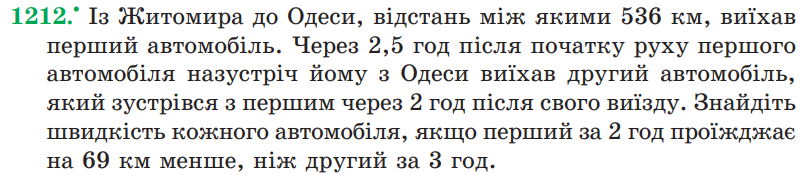 1212.• Із Житомира до Одеси, відстань між якими 536 км, виїхав
перший автомобіль. Через 2,5 год після початку руху першого
автомобіля назустріч йому з Одеси виїхав другий автомобіль,
який зустрівся з першим через 2 год після свого виїзду. Знайдіть
швидкість кожного автомобіля, якщо перший за 2 год проїжджає
на 69 км менше, ніж другий за 3 год.